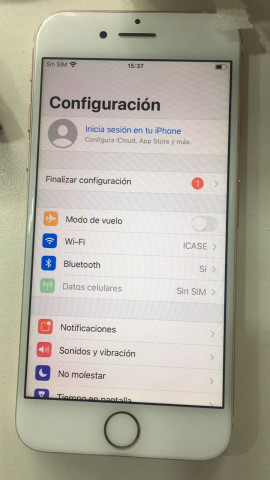 Sin SIM 15:37
Configuración
Inicia sesión en tu iPhone
Configura iCloud, App Store y más.
Finalizar configuración 1
Modo de vuelo
Wi-Fi ICASE
Bluetooth Sí
Datos celulares Sin SIM
Notificaciones
Sonidos y vibración
No molestar
Tiempo en pantalla